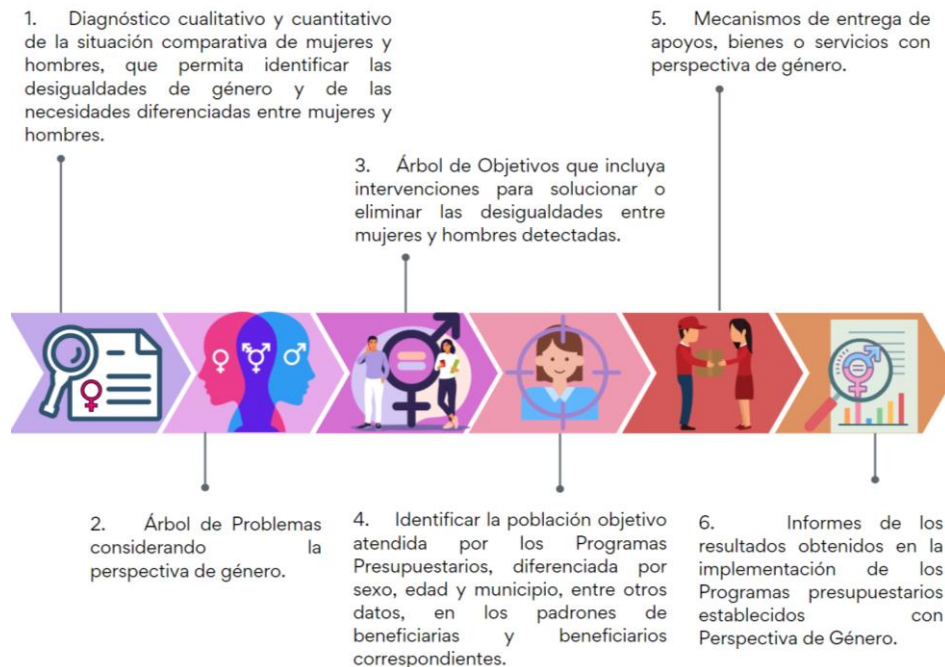 1. Diagnóstico cualitativo y cuantitativo
de la situación comparativa de mujeres y
hombres, que permita identificar las
desigualdades de género y de las
necesidades diferenciadas entre mujeres y
hombres.
2. Árbol de Problemas
considerando la
perspectiva de género.
3. Árbol de Objetivos que incluya
intervenciones para solucionar o
eliminar las desigualdades entre
mujeres y hombres detectadas.
4. Identificar la población objetivo
atendida por los Programas
Presupuestarios, diferenciada por
sexo, edad y municipio, entre otros
datos, en los padrones de
beneficiarias y beneficiarios
correspondientes.
5. Mecanismos de entrega de
apoyos, bienes o servicios con
perspectiva de género.
6. Informes de los
resultados obtenidos en la
implementación de los
Programas presupuestarios
establecidos con
Perspectiva de Género.